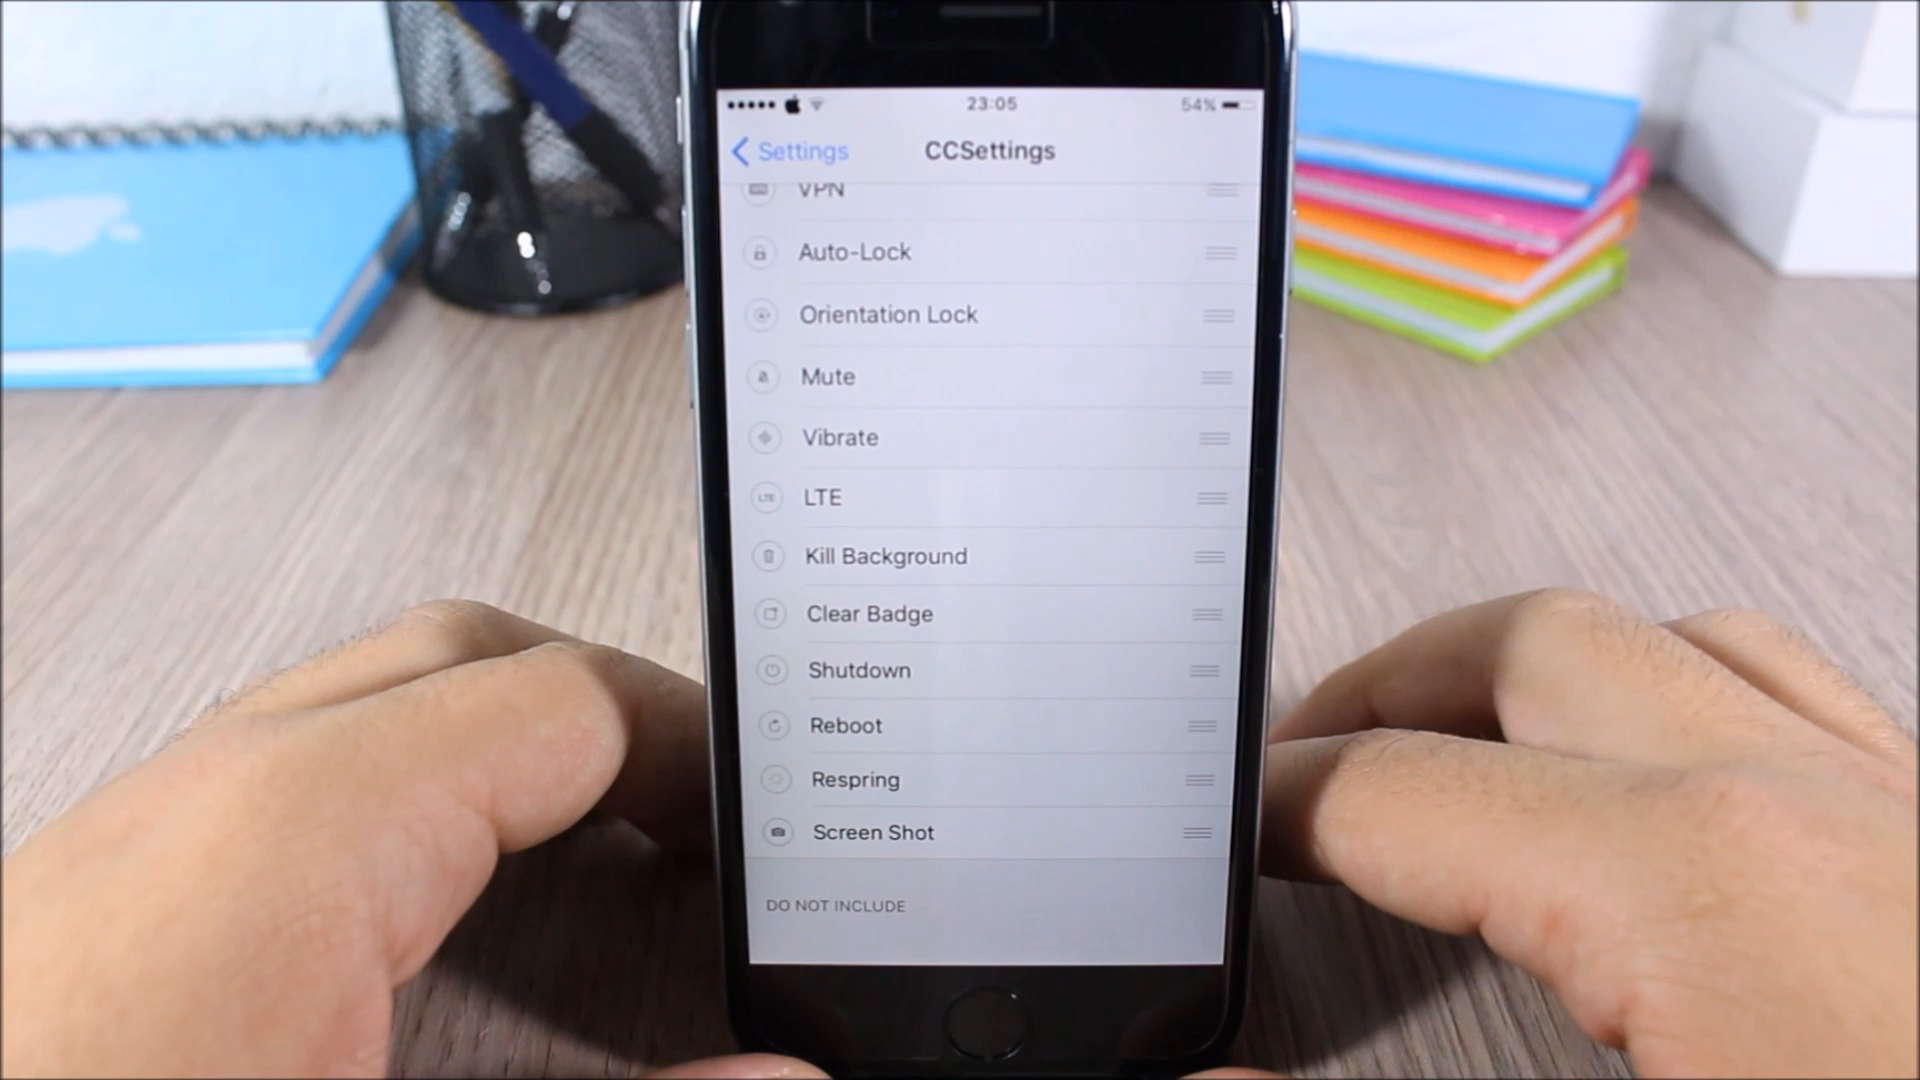 23:05
54%
Settings
CCSettings
VPN
Auto-Lock
Orientation Lock
Mute
Vibrate
LTE
LTE
Kill Background
Clear Badge
Shutdown
Reboot
Respring
Screen Shot
DO NOT INCLUDE